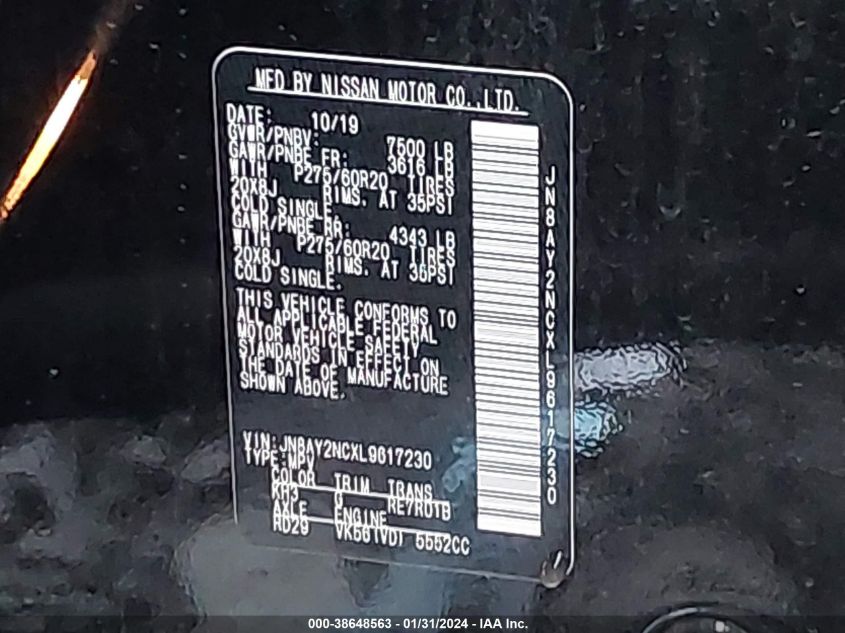 MFD BY NISSAN MOTOR CO.,LTD.
DATE: 10/19
GVWR/PNBV: 7500 LB
GAWR/PNBE FR: 3616 LB
WITH P275/60R20 TIRES
20X8J RIMS. AT 35PSI
COLD SINGLE.
GAWR/PNBE RR: 4343 LB
WITH P275/60R20 TIRES
20X8J RIMS. AT 35PSI
COLD SINGLE.
THIS VEHICLE CONFORMS TO
ALL APPLICABLE FEDERAL
MOTOR VEHICLE SAFETY
STANDARDS IN EFFECT ON
THE DATE OF MANUFACTURE
SHOWN ABOVE.
VIN:JN8AY2NCXL9617230
TYPE:MPV
COLOR TRIM TRANS
KH3 G RE7R01B
AXLE ENGINE
RD29 VK56(VD) 5552CC
JN8AY2NCXL9617230
000-38648563 - 01/31/2024 - IAA Inc.